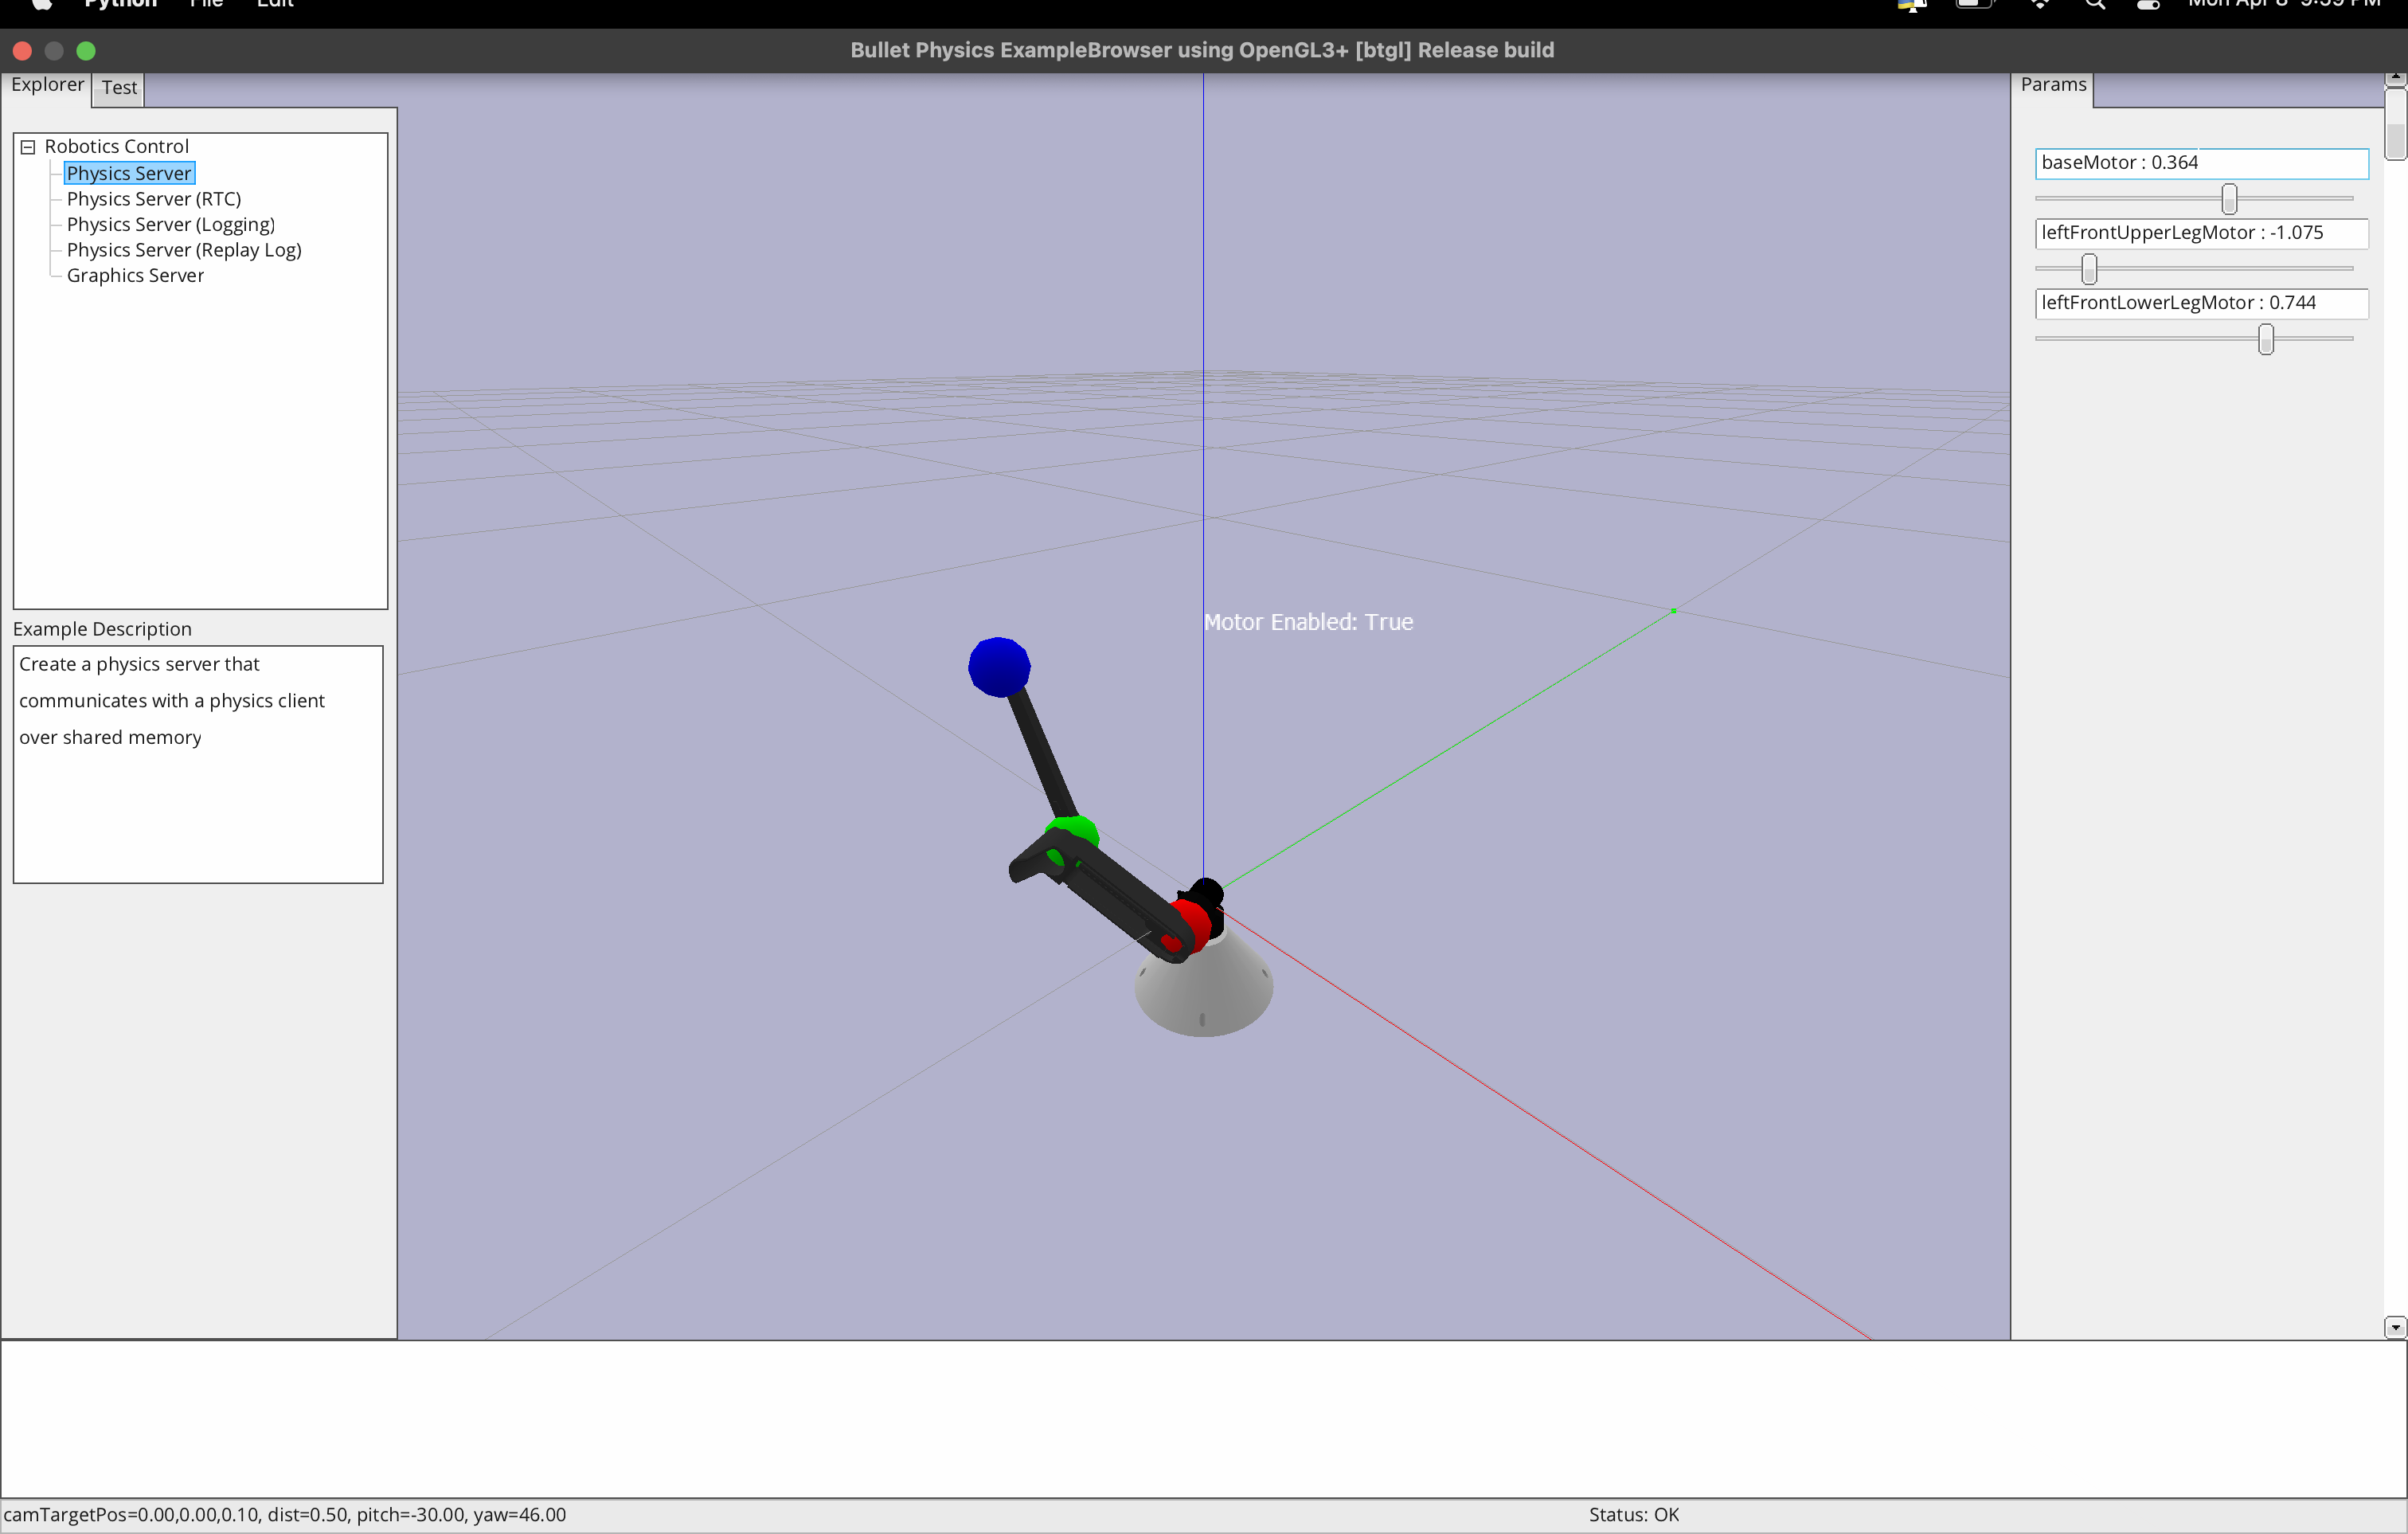 Python File Edit Mon Apr 8 9:39 PM
Bullet Physics ExampleBrowser using OpenGL3+ [btgl] Release build
Explorer Test
Robotics Control
Physics Server
Physics Server (RTC)
Physics Server (Logging)
Physics Server (Replay Log)
Graphics Server
Example Description
Create a physics server that
communicates with a physics client
over shared memory
Motor Enabled: True
Params
baseMotor : 0.364
leftFrontUpperLegMotor : -1.075
leftFrontLowerLegMotor : 0.744
camTargetPos=0.00,0.00,0.10, dist=0.50, pitch=-30.00, yaw=46.00
Status: OK